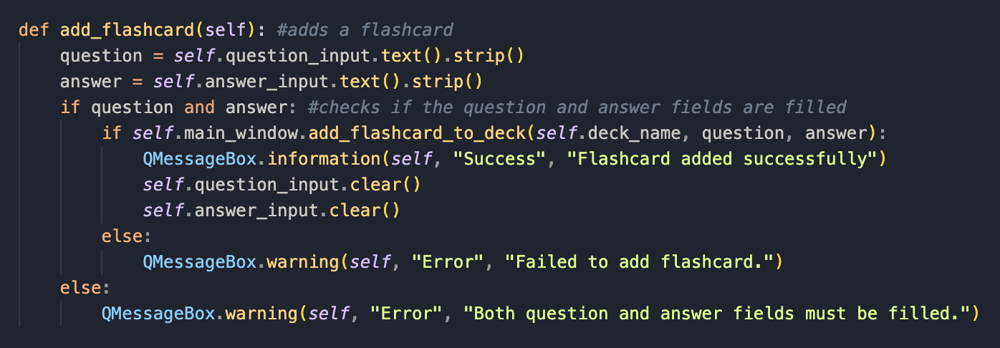 def add_flashcard(self): #adds a flashcard
    question = self.question_input.text().strip()
    answer = self.answer_input.text().strip()
    if question and answer: #checks if the question and answer fields are filled
        if self.main_window.add_flashcard_to_deck(self.deck_name, question, answer):
            QMessageBox.information(self, "Success", "Flashcard added successfully")
            self.question_input.clear()
            self.answer_input.clear()
        else:
            QMessageBox.warning(self, "Error", "Failed to add flashcard.")
    else:
        QMessageBox.warning(self, "Error", "Both question and answer fields must be filled.")